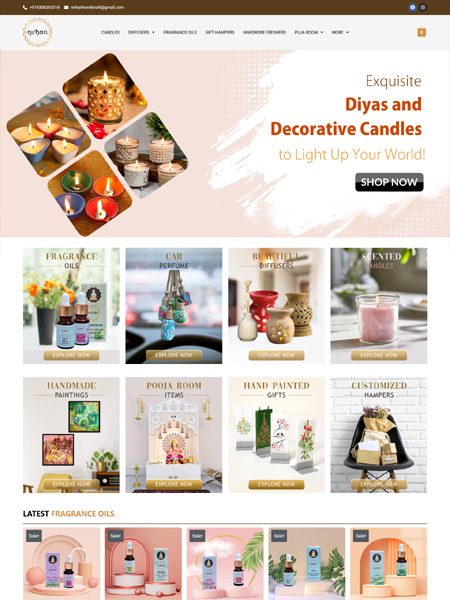 +916306263318 nirhanhandicraft@gmail.com
nirhan
CANDLES DIFFUSERS FRAGRANCE OILS GIFT HAMPERS WARDROBE FRESHERS PUJA ROOM MORE
0
Exquisite
Diyas and
Decorative Candles
to Light Up Your World!
SHOP NOW
FRAGRANCE
OILS
EXPLORE NOW
CAR
PERFUME
EXPLORE NOW
BEAUTIFUL
DIFFUSERS
EXPLORE NOW
SCENTED
CANDLES
EXPLORE NOW
HANDMADE
PAINTINGS
EXPLORE NOW
POOJA ROOM
ITEMS
EXPLORE NOW
HAND PAINTED
GIFTS
EXPLORE NOW
CUSTOMIZED
HAMPERS
EXPLORE NOW
LATEST FRAGRANCE OILS
Sale!
Sale!
Sale!
Sale!
Sale!